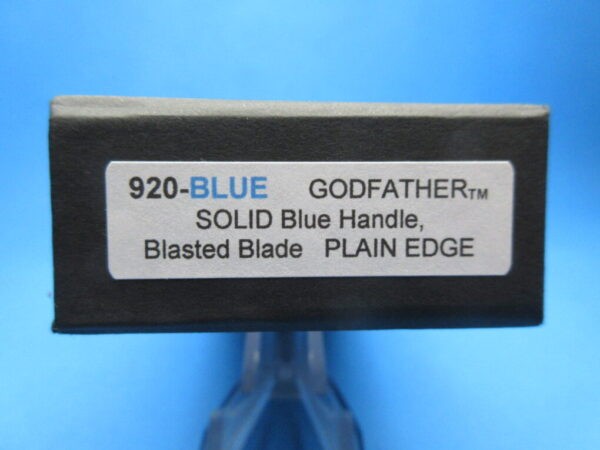 920-BLUE GODFATHER™
SOLID Blue Handle,
Blasted Blade PLAIN EDGE